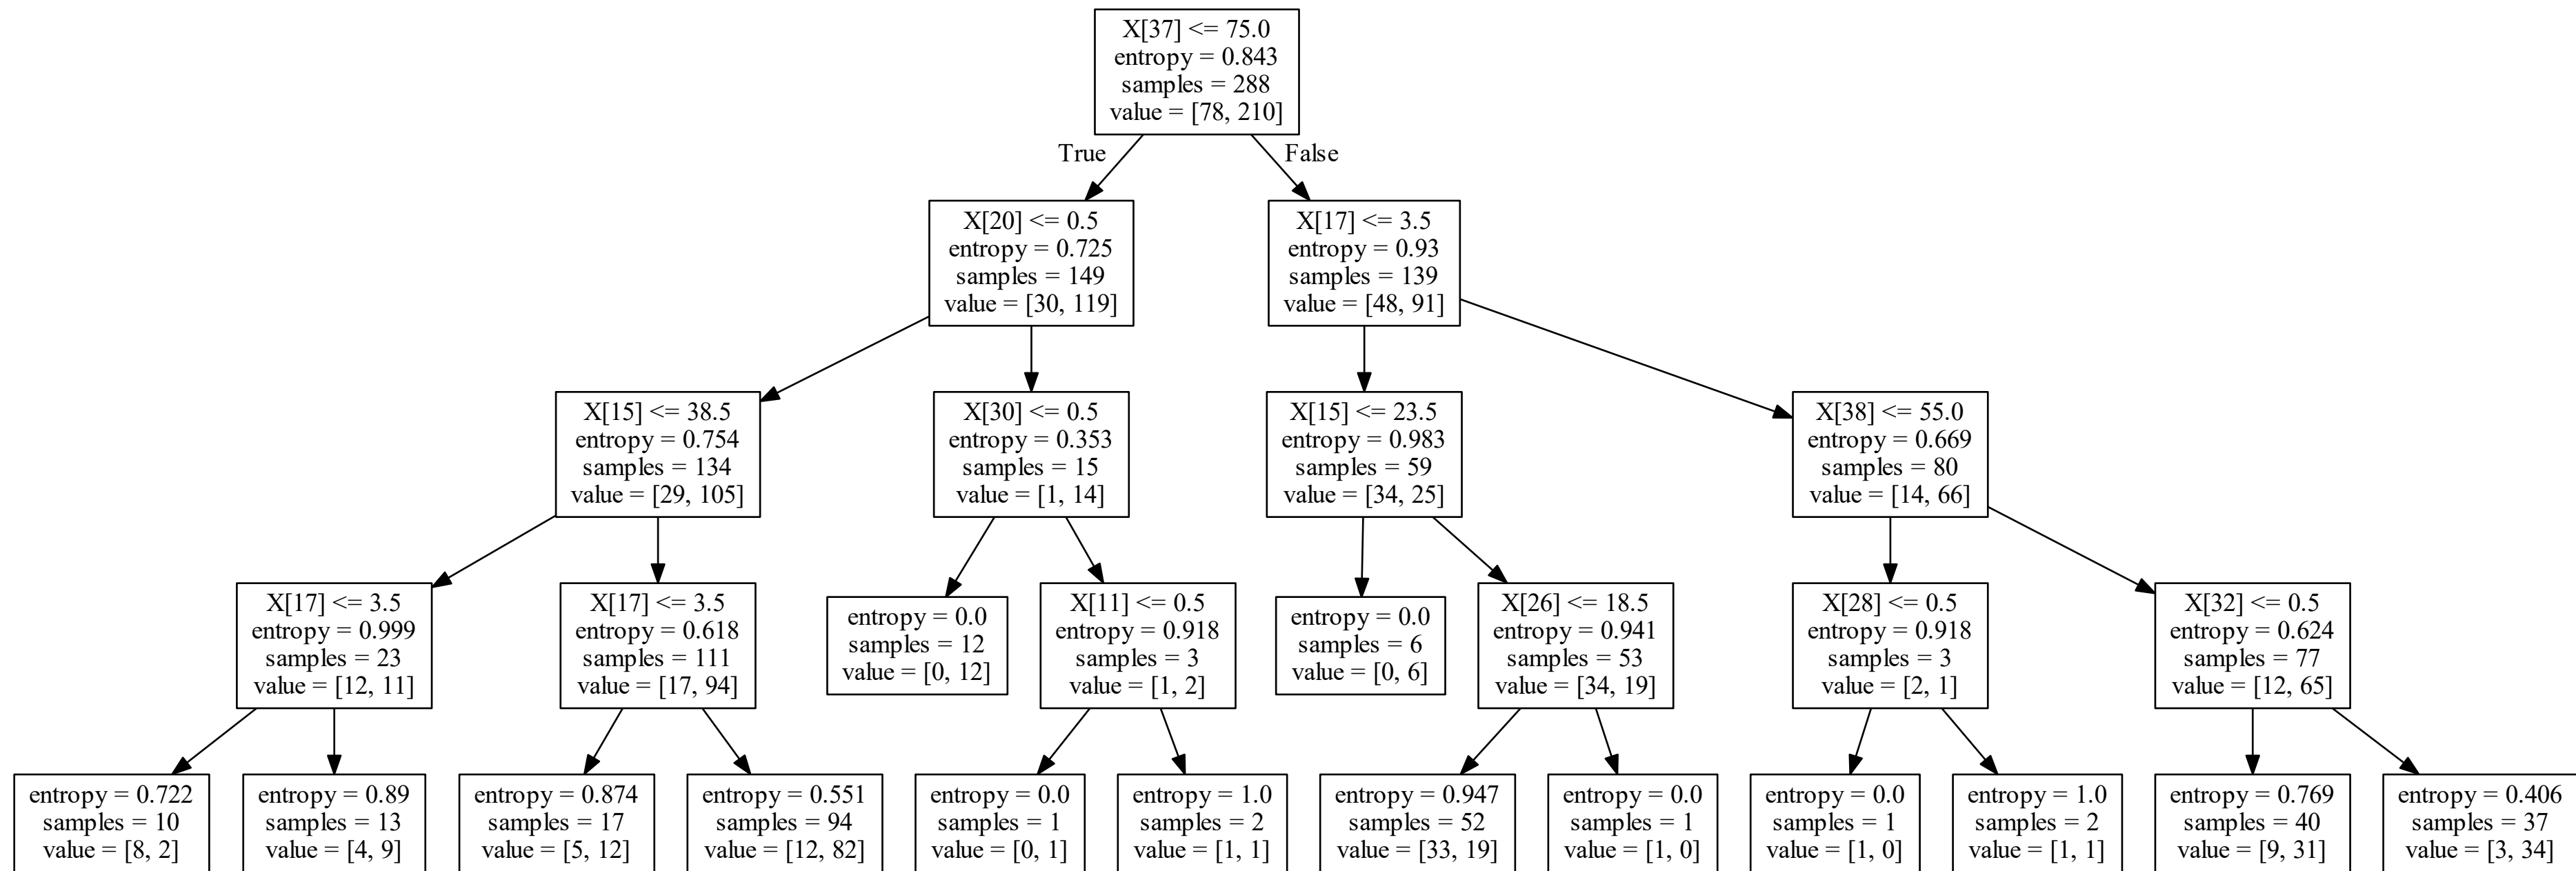 X[37] <= 75.0
entropy = 0.843
samples = 288
value = [78, 210]
True
False
X[20] <= 0.5
entropy = 0.725
samples = 149
value = [30, 119]
X[17] <= 3.5
entropy = 0.93
samples = 139
value = [48, 91]
X[15] <= 38.5
entropy = 0.754
samples = 134
value = [29, 105]
X[30] <= 0.5
entropy = 0.353
samples = 15
value = [1, 14]
X[15] <= 23.5
entropy = 0.983
samples = 59
value = [34, 25]
X[38] <= 55.0
entropy = 0.669
samples = 80
value = [14, 66]
X[17] <= 3.5
entropy = 0.999
samples = 23
value = [12, 11]
X[17] <= 3.5
entropy = 0.618
samples = 111
value = [17, 94]
entropy = 0.0
samples = 12
value = [0, 12]
X[11] <= 0.5
entropy = 0.918
samples = 3
value = [1, 2]
entropy = 0.0
samples = 6
value = [0, 6]
X[26] <= 18.5
entropy = 0.941
samples = 53
value = [34, 19]
X[28] <= 0.5
entropy = 0.918
samples = 3
value = [2, 1]
X[32] <= 0.5
entropy = 0.624
samples = 77
value = [12, 65]
entropy = 0.722
samples = 10
value = [8, 2]
entropy = 0.89
samples = 13
value = [4, 9]
entropy = 0.874
samples = 17
value = [5, 12]
entropy = 0.551
samples = 94
value = [12, 82]
entropy = 0.0
samples = 1
value = [0, 1]
entropy = 1.0
samples = 2
value = [1, 1]
entropy = 0.947
samples = 52
value = [33, 19]
entropy = 0.0
samples = 1
value = [1, 0]
entropy = 0.0
samples = 1
value = [1, 0]
entropy = 1.0
samples = 2
value = [1, 1]
entropy = 0.769
samples = 40
value = [9, 31]
entropy = 0.406
samples = 37
value = [3, 34]